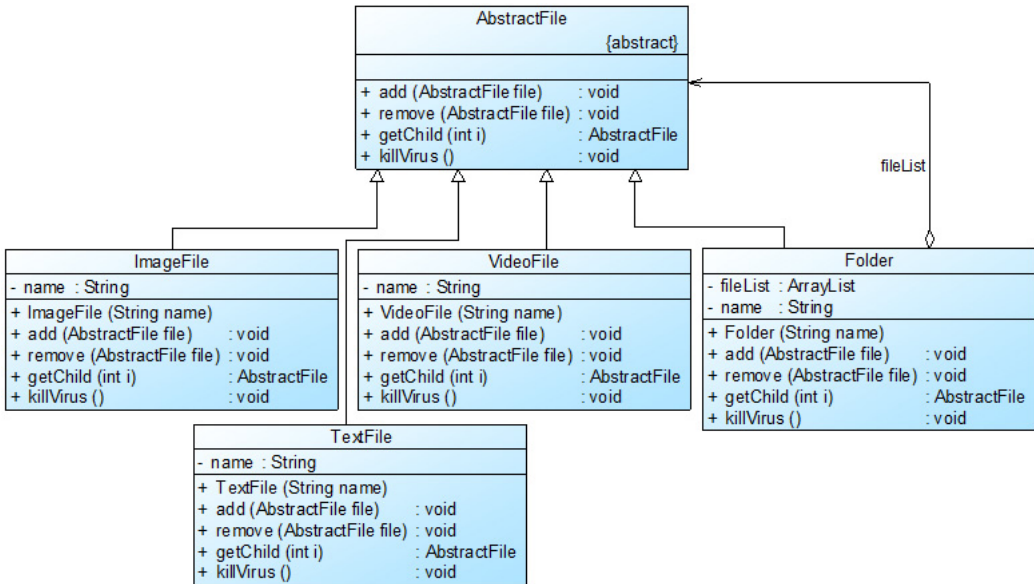 AbstractFile
{abstract}
+ add (AbstractFile file) : void
+ remove (AbstractFile file) : void
+ getChild (int i) : AbstractFile
+ killVirus () : void
fileList
ImageFile
- name : String
+ ImageFile (String name)
+ add (AbstractFile file) : void
+ remove (AbstractFile file) : void
+ getChild (int i) : AbstractFile
+ killVirus () : void
VideoFile
- name : String
+ VideoFile (String name)
+ add (AbstractFile file) : void
+ remove (AbstractFile file) : void
+ getChild (int i) : AbstractFile
+ killVirus () : void
Folder
- fileList : ArrayList
- name : String
+ Folder (String name)
+ add (AbstractFile file) : void
+ remove (AbstractFile file) : void
+ getChild (int i) : AbstractFile
+ killVirus () : void
TextFile
- name : String
+ TextFile (String name)
+ add (AbstractFile file) : void
+ remove (AbstractFile file) : void
+ getChild (int i) : AbstractFile
+ killVirus () : void